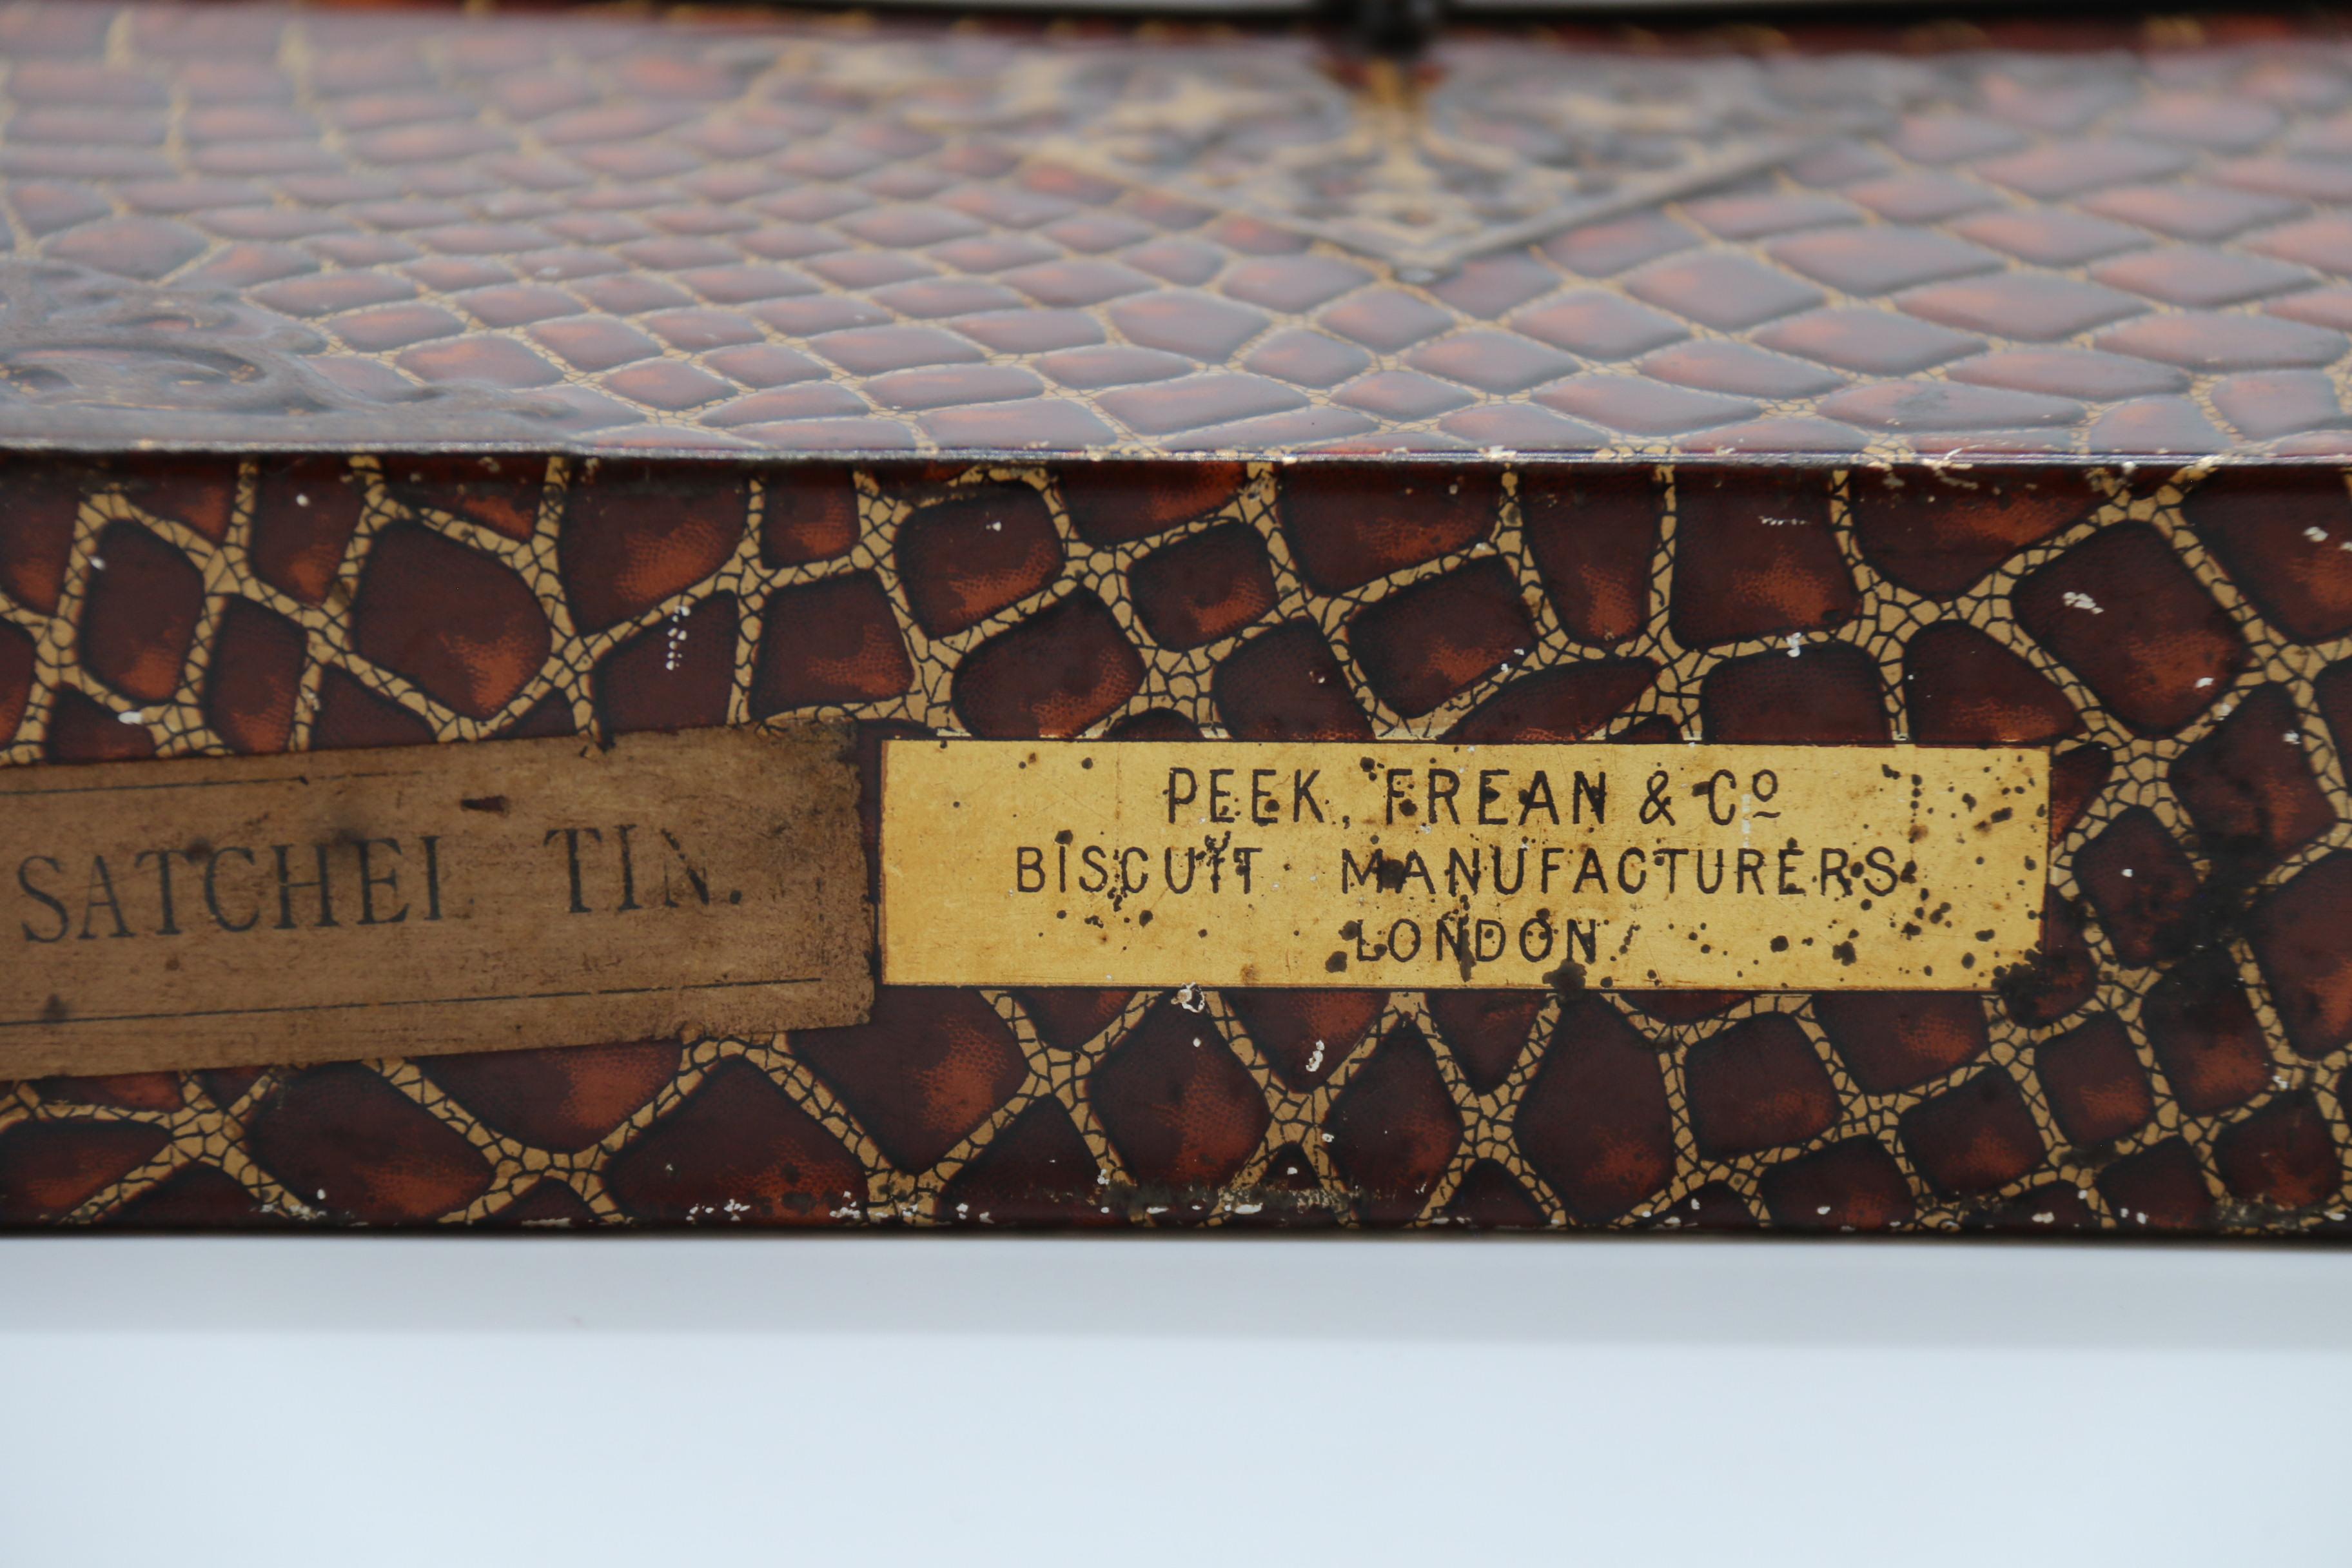 SATCHEL TIN.
PEEK, FREAN & Cº
BISCUIT MANUFACTURERS
LONDON